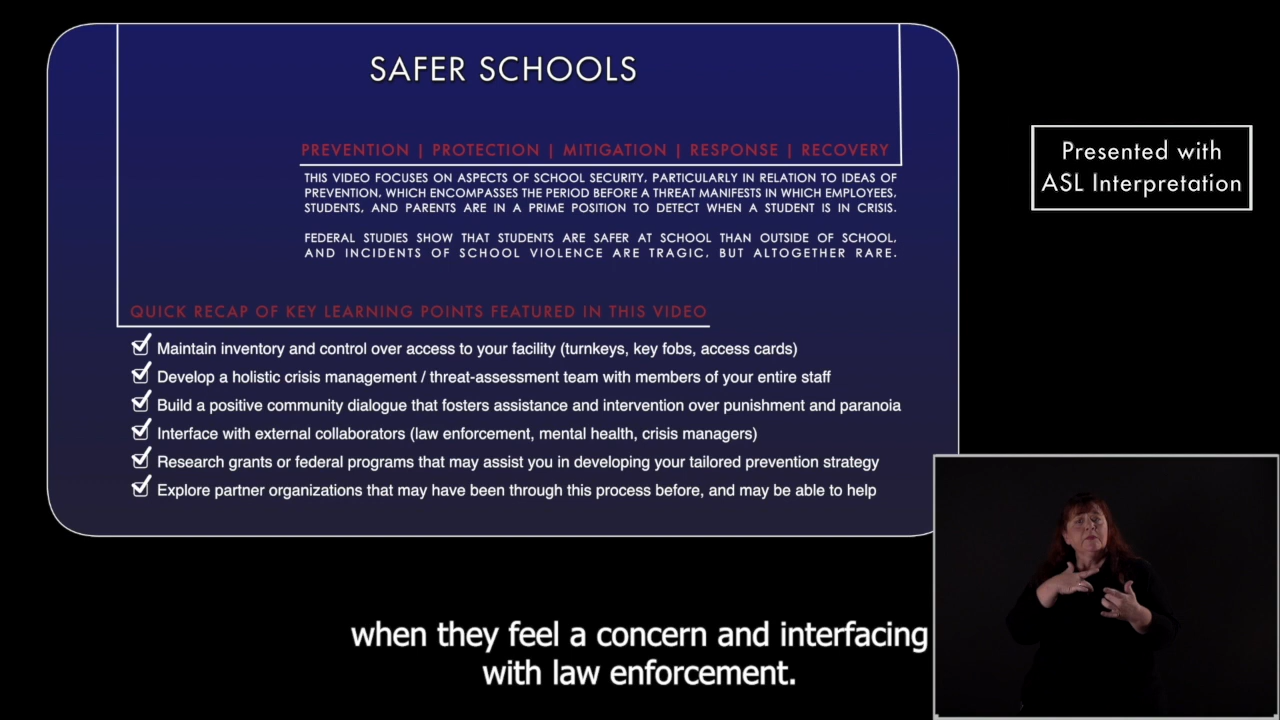 SAFER SCHOOLS
PREVENTION | PROTECTION | MITIGATION | RESPONSE | RECOVERY
THIS VIDEO FOCUSES ON ASPECTS OF SCHOOL SECURITY, PARTICULARLY IN RELATION TO IDEAS OF
PREVENTION, WHICH ENCOMPASSES THE PERIOD BEFORE A THREAT MANIFESTS IN WHICH EMPLOYEES,
STUDENTS, AND PARENTS ARE IN A PRIME POSITION TO DETECT WHEN A STUDENT IS IN CRISIS.
FEDERAL STUDIES SHOW THAT STUDENTS ARE SAFER AT SCHOOL THAN OUTSIDE OF SCHOOL,
AND INCIDENTS OF SCHOOL VIOLENCE ARE TRAGIC, BUT ALTOGETHER RARE.
QUICK RECAP OF KEY LEARNING POINTS FEATURED IN THIS VIDEO
Maintain inventory and control over access to your facility (turnkeys, key fobs, access cards)
Develop a holistic crisis management / threat-assessment team with members of your entire staff
Build a positive community dialogue that fosters assistance and intervention over punishment and paranoia
Interface with external collaborators (law enforcement, mental health, crisis managers)
Research grants or federal programs that may assist you in developing your tailored prevention strategy
Explore partner organizations that may have been through this process before, and may be able to help
Presented with
ASL Interpretation
when they feel a concern and interfacing
with law enforcement.